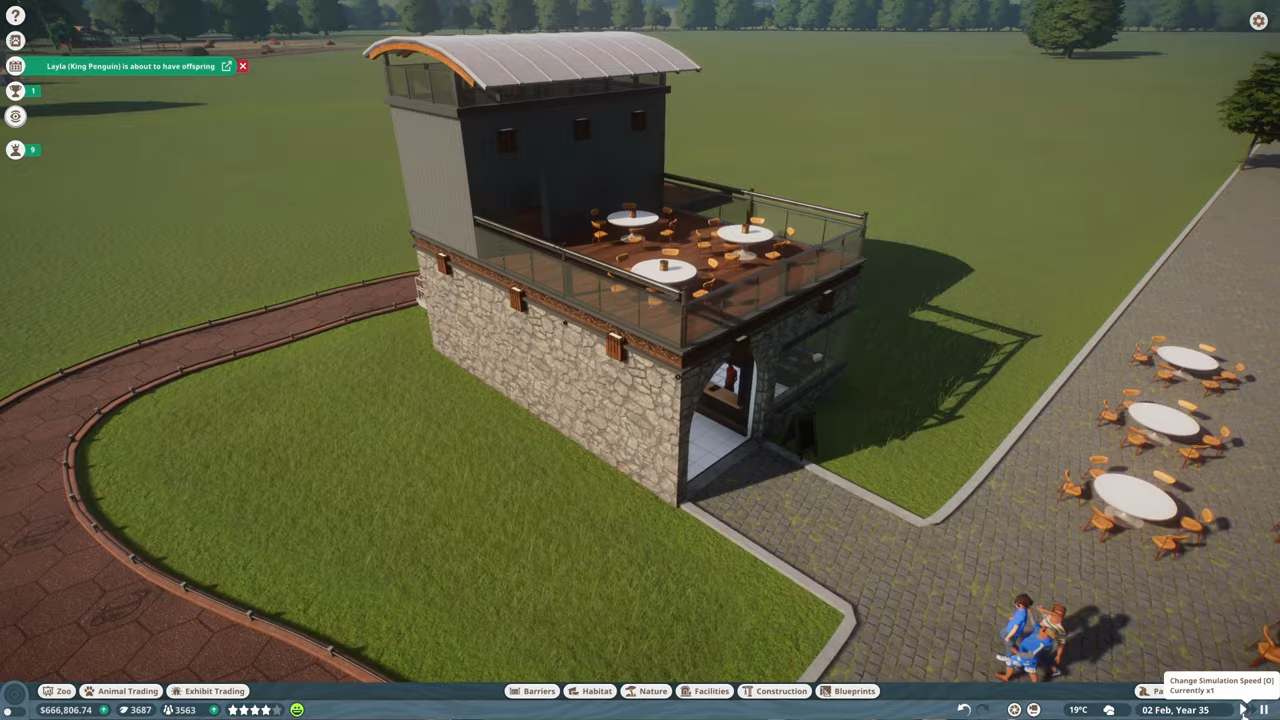 ?
Layla (King Penguin) is about to have offspring
1
9
Change Simulation Speed [O]
Currently x1
Zoo
Animal Trading
Exhibit Trading
Barriers
Habitat
Nature
Facilities
Construction
Blueprints
Pa
$666,806.74
3687
3563
19°C
02 Feb, Year 35